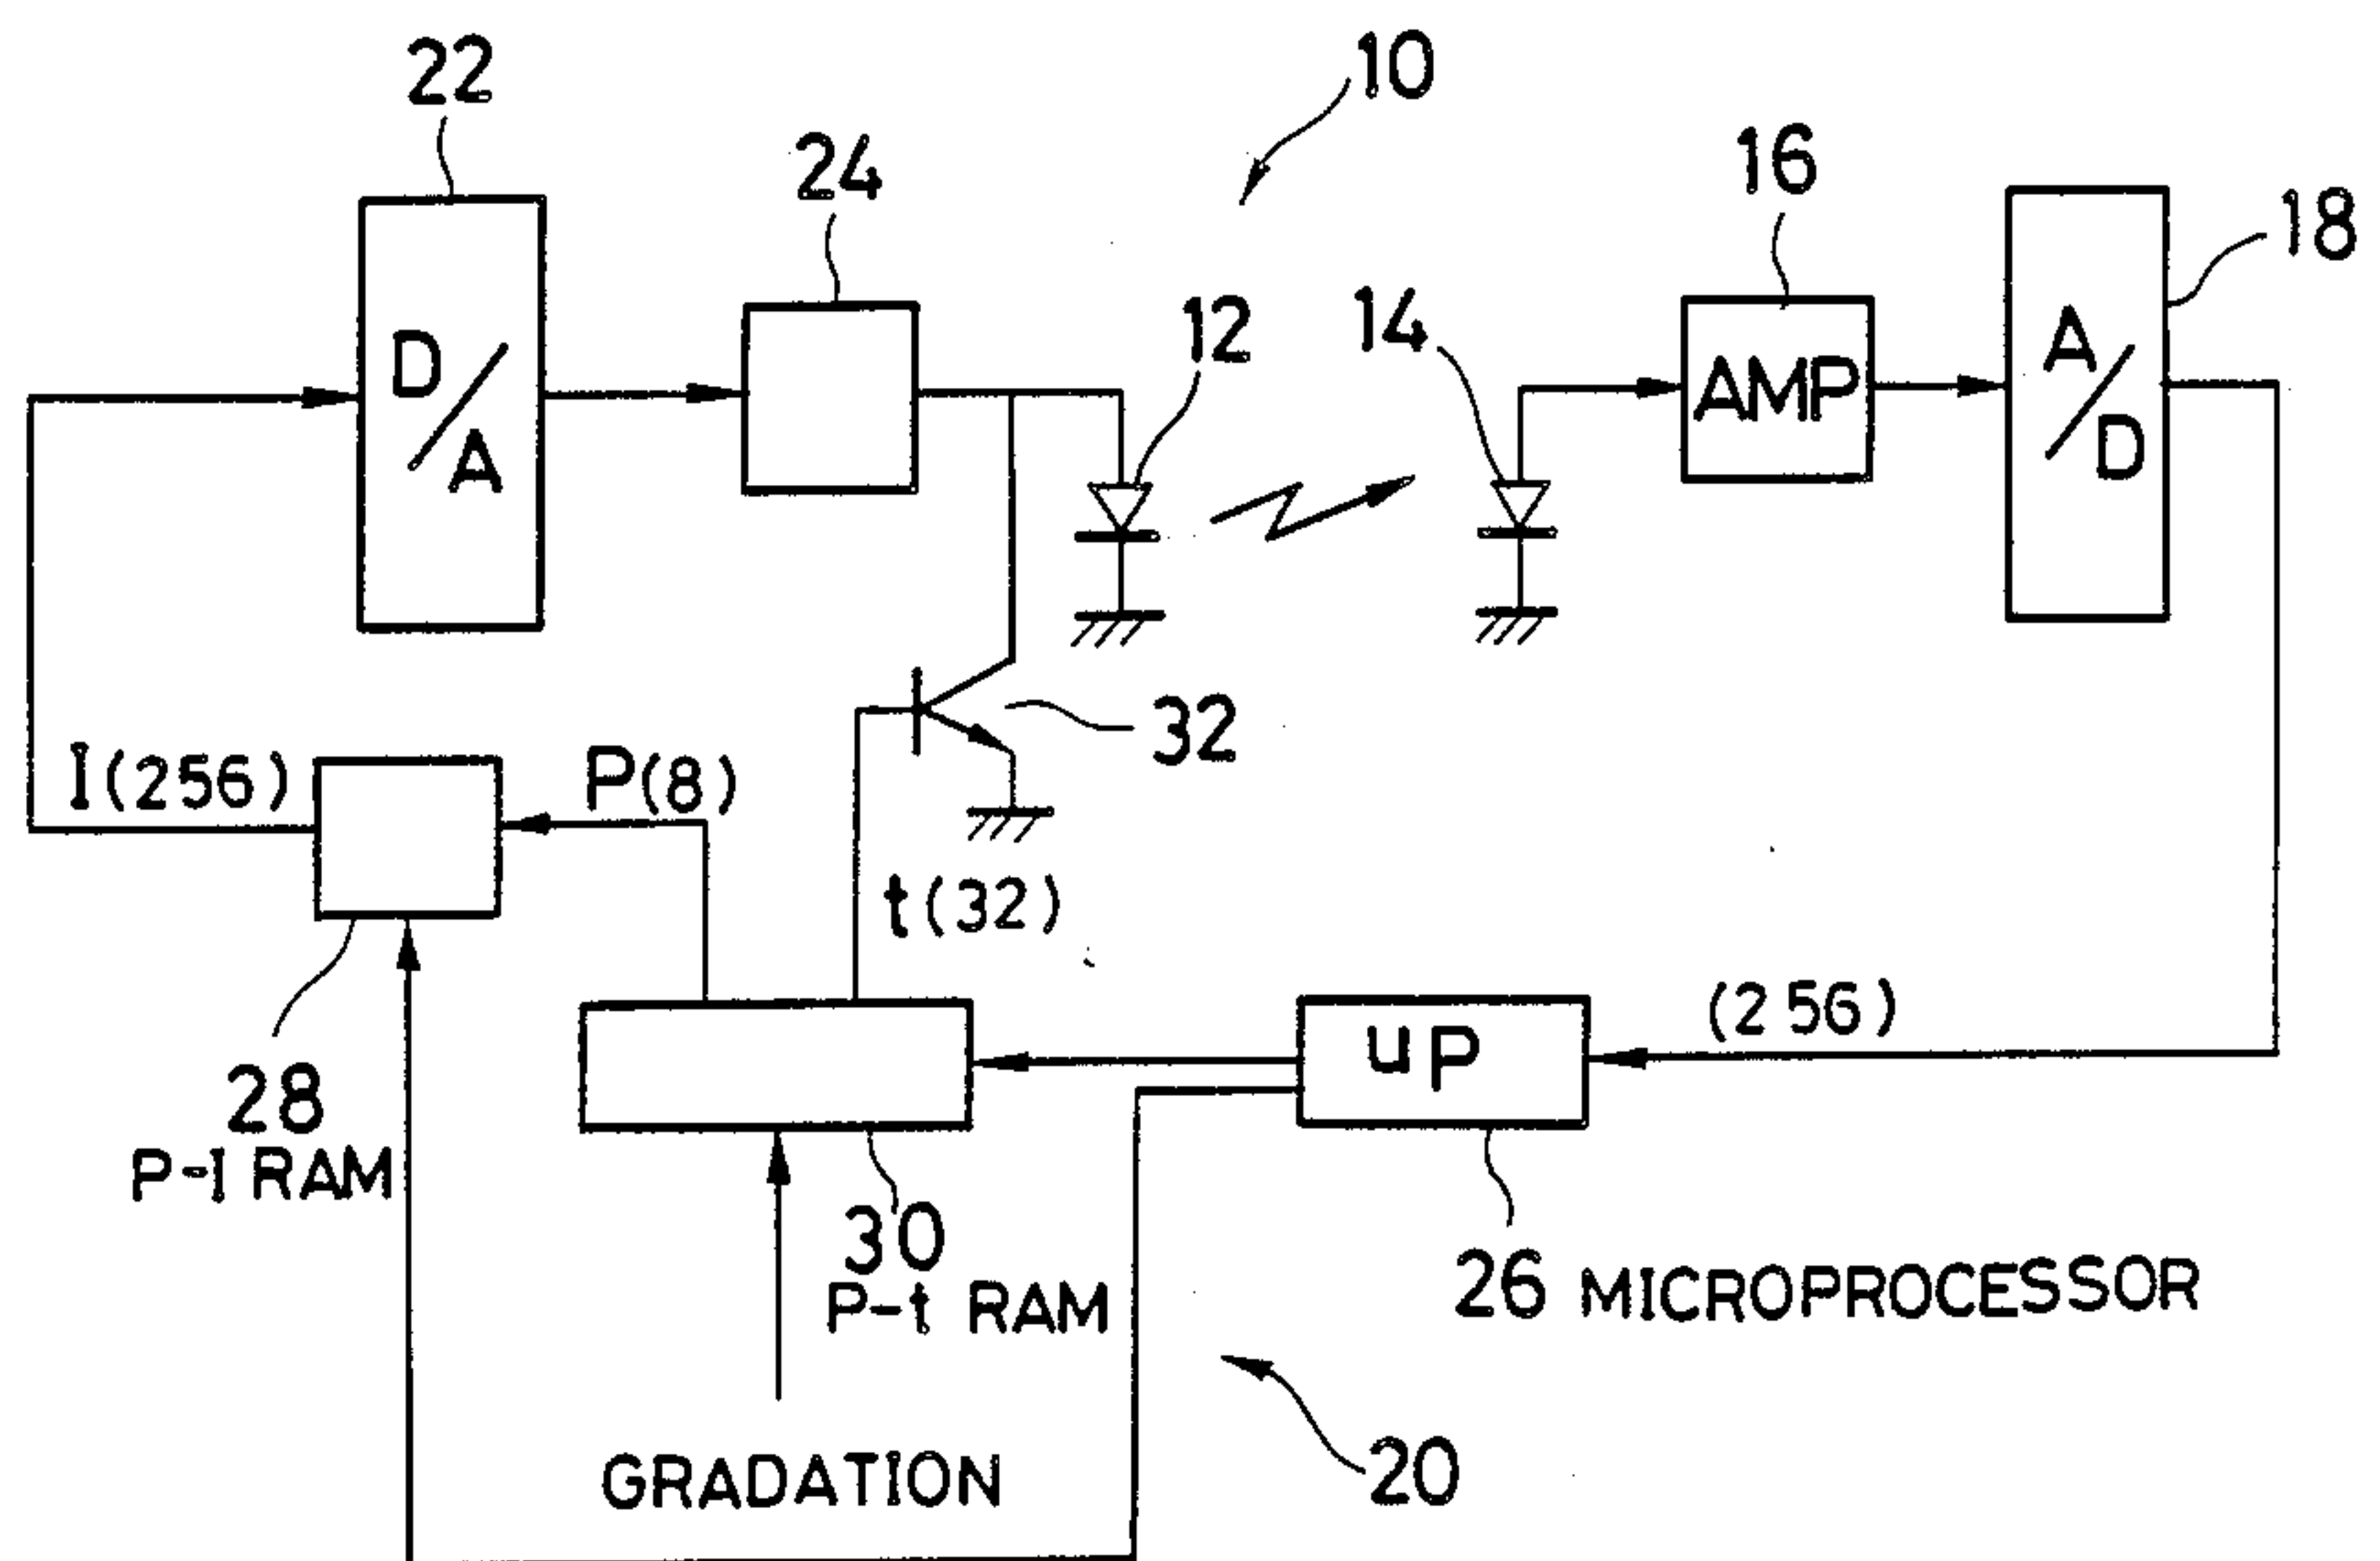 22
10
24
16
18
12
14
D/A
AMP
A/D
32
I(256)
P(8)
t(32)
(256)
uP
28
P-I RAM
30
P-t RAM
26 MICROPROCESSOR
GRADATION
20